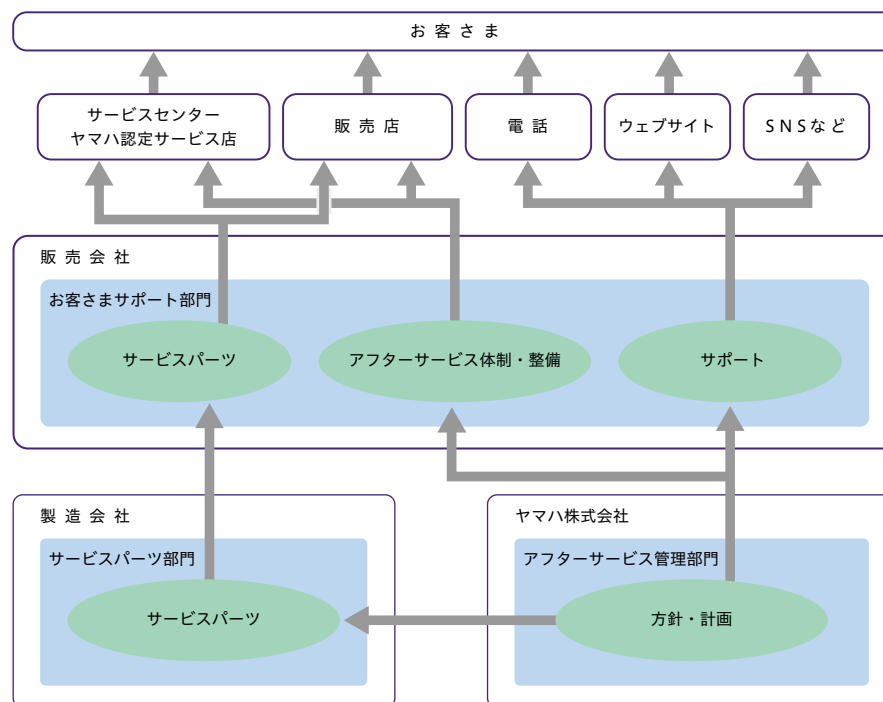 お客さま
サービスセンター
ヤマハ認定サービス店
販売店
電話
ウェブサイト
SNSなど
販売会社
お客さまサポート部門
サービスパーツ
アフターサービス体制・整備
サポート
製造会社
サービスパーツ部門
サービスパーツ
ヤマハ株式会社
アフターサービス管理部門
方針・計画